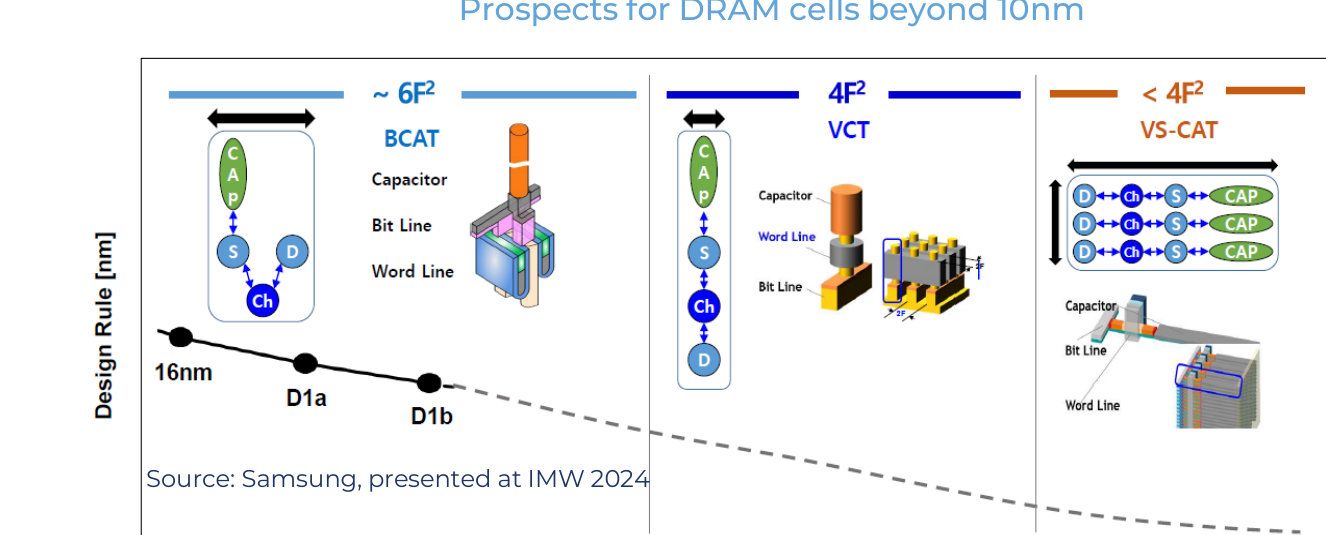 Prospects for DRAM cells beyond 10nm
~ 6F²
BCAT
C
A
p
S
D
Ch
Capacitor
Bit Line
Word Line
4F²
VCT
C
A
p
S
Ch
D
Capacitor
Word Line
Bit Line
2F
2F
< 4F²
VS-CAT
D Ch S CAP
D Ch S CAP
D Ch S CAP
Capacitor
Bit Line
Word Line
Design Rule [nm]
16nm
D1a
D1b
Source: Samsung, presented at IMW 2024